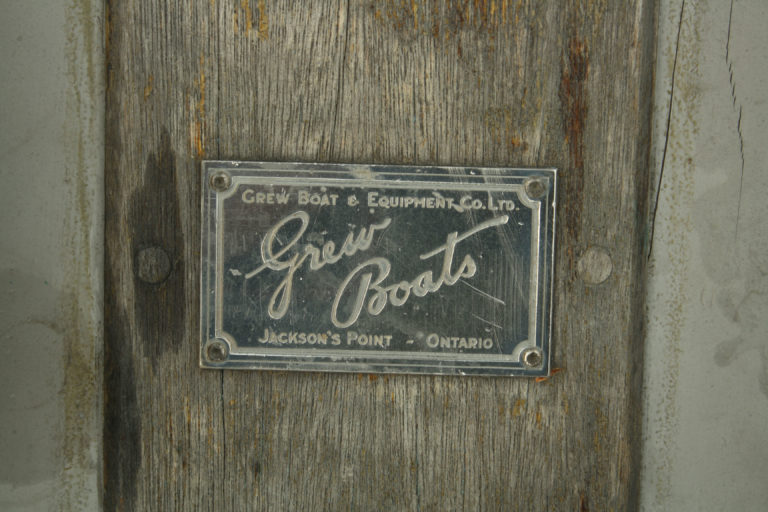 GREW BOAT & EQUIPMENT CO. LTD.
Grew
Boats
JACKSON'S POINT - ONTARIO